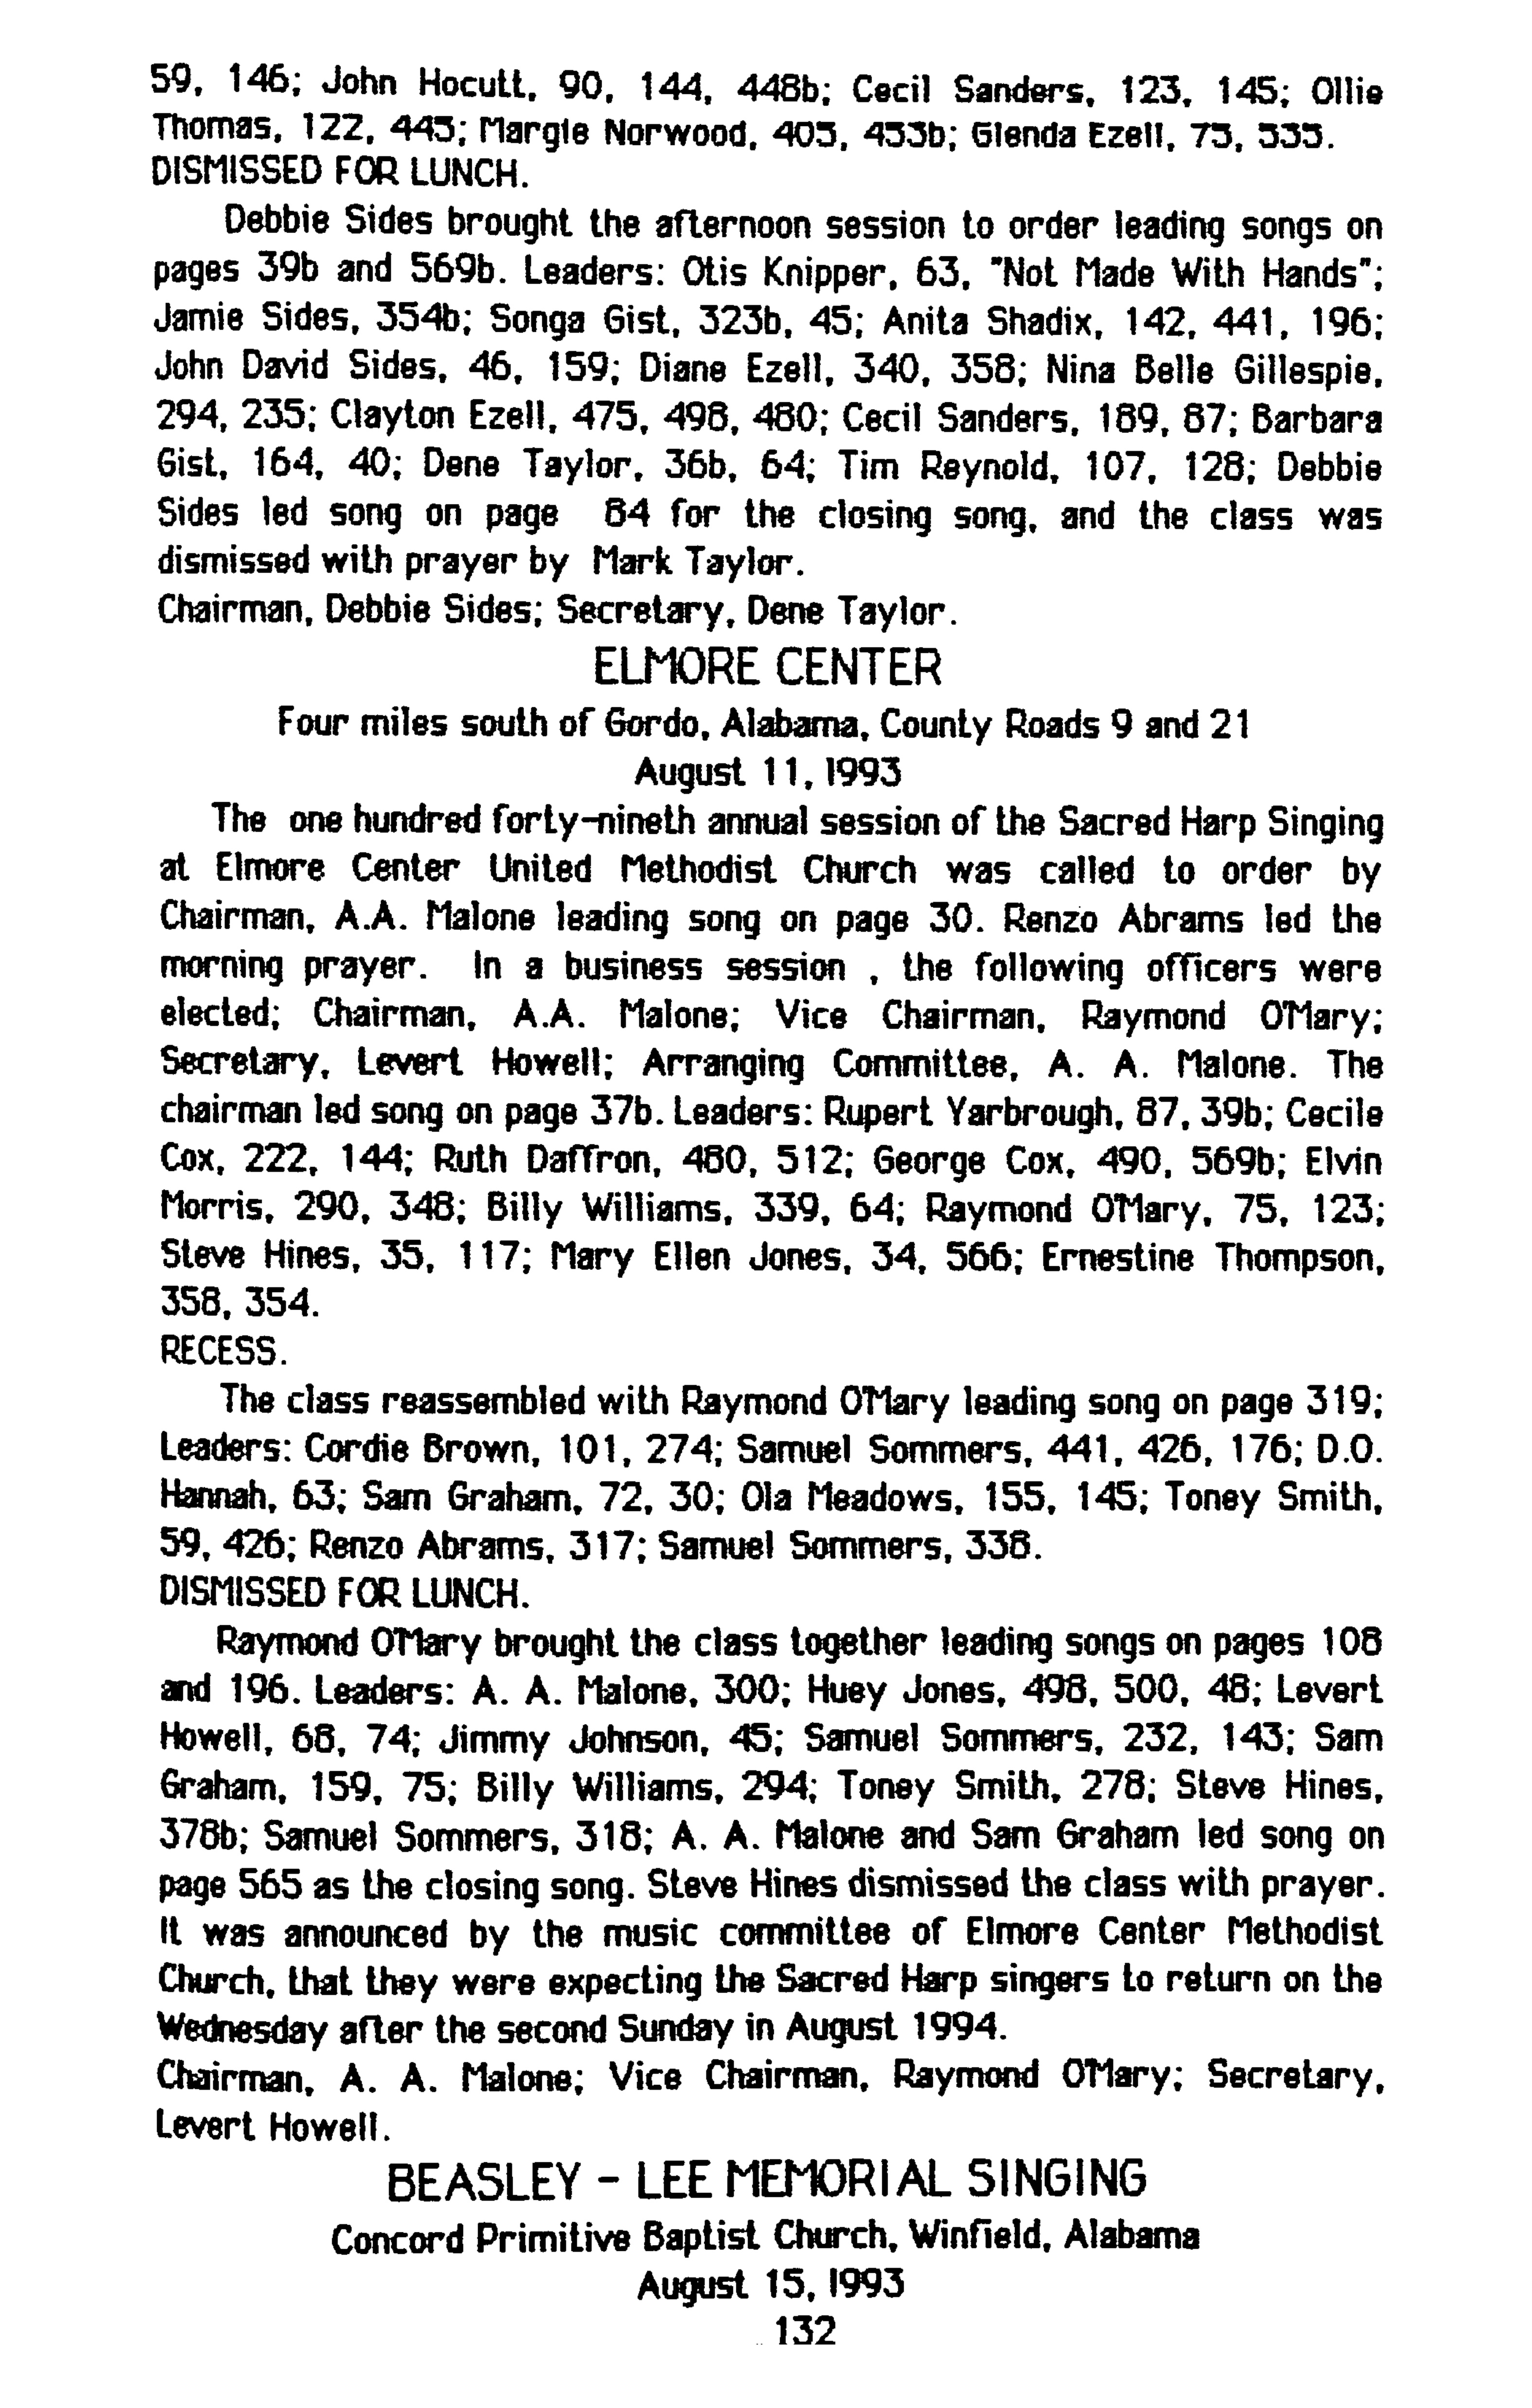 59, 146; John Hocutt, 90, 144, 448b; Cecil Sanders, 123, 145; Ollie
Thomas, 122, 445; Margie Norwood, 405, 453b; Glenda Ezell, 75, 535.
DISMISSED FOR LUNCH.
Debbie Sides brought the afternoon session to order leading songs on
pages 39b and 569b. Leaders: Otis Knipper, 63, "Not Made With Hands";
Jamie Sides, 354b; Songa Gist, 323b, 45; Anita Shadix, 142, 441, 196;
John David Sides, 46, 159; Diane Ezell, 340, 358; Nina Belle Gillespie,
294, 235; Clayton Ezell, 475, 498, 480; Cecil Sanders, 189, 87; Barbara
Gist, 164, 40; Dene Taylor, 36b, 64; Tim Reynold, 107, 128; Debbie
Sides led song on page 84 for the closing song, and the class was
dismissed with prayer by Mark Taylor.
Chairman, Debbie Sides; Secretary, Dene Taylor.
ELMORE CENTER
Four miles south of Gordo, Alabama, County Roads 9 and 21
August 11, 1993
The one hundred forty-nineth annual session of the Sacred Harp Singing
at Elmore Center United Methodist Church was called to order by
Chairman, A.A. Malone leading song on page 30. Renzo Abrams led the
morning prayer. In a business session , the following officers were
elected; Chairman, A.A. Malone; Vice Chairman, Raymond O'Mary;
Secretary, Levert Howell; Arranging Committee, A. A. Malone. The
chairman led song on page 37b. Leaders: Rupert Yarbrough, 87, 39b; Cecile
Cox, 222, 144; Ruth Daffron, 480, 512; George Cox, 490, 569b; Elvin
Morris, 290, 348; Billy Williams, 339, 64; Raymond O'Mary, 75, 123;
Steve Hines, 35, 117; Mary Ellen Jones, 34, 566; Ernestine Thompson,
358, 354.
RECESS.
The class reassembled with Raymond O'Mary leading song on page 319;
Leaders: Cordie Brown, 101, 274; Samuel Sommers, 441, 426, 176; D.O.
Hannah, 63; Sam Graham, 72, 30; Ola Meadows, 155, 145; Toney Smith,
59, 426; Renzo Abrams, 317; Samuel Sommers, 338.
DISMISSED FOR LUNCH.
Raymond O'Mary brought the class together leading songs on pages 108
and 196. Leaders: A. A. Malone, 300; Huey Jones, 498, 500, 48; Levert
Howell, 68, 74; Jimmy Johnson, 45; Samuel Sommers, 232, 143; Sam
Graham, 159, 75; Billy Williams, 294; Toney Smith, 278; Steve Hines,
378b; Samuel Sommers, 318; A. A. Malone and Sam Graham led song on
page 565 as the closing song. Steve Hines dismissed the class with prayer.
It was announced by the music committee of Elmore Center Methodist
Church, that they were expecting the Sacred Harp singers to return on the
Wednesday after the second Sunday in August 1994.
Chairman, A. A. Malone; Vice Chairman, Raymond O'Mary; Secretary,
Levert Howell.
BEASLEY - LEE MEMORIAL SINGING
Concord Primitive Baptist Church, Winfield, Alabama
August 15, 1993
132